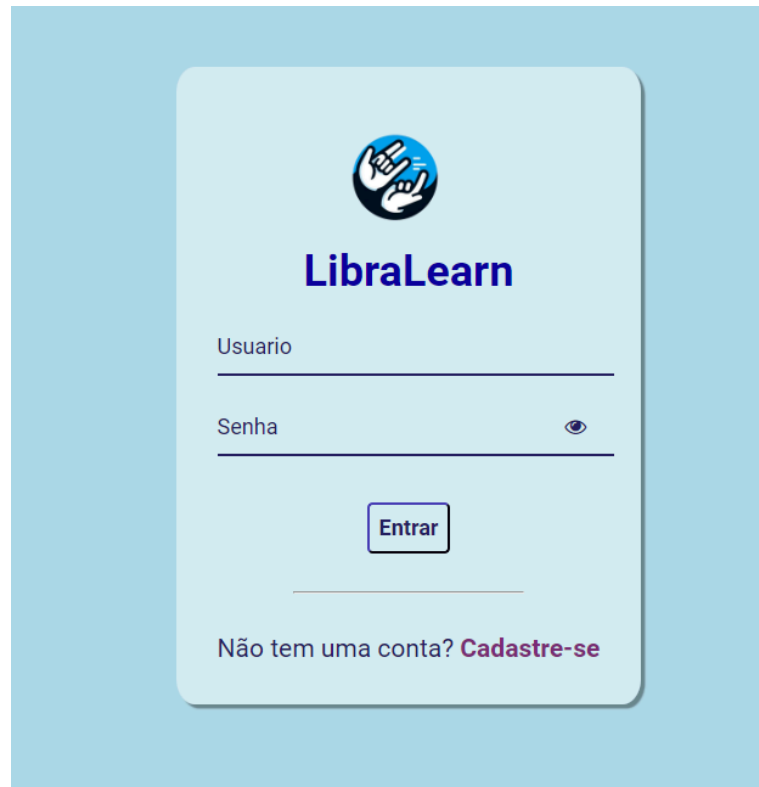 LibraLearn
Usuario
Senha
Entrar
Não tem uma conta? Cadastre-se